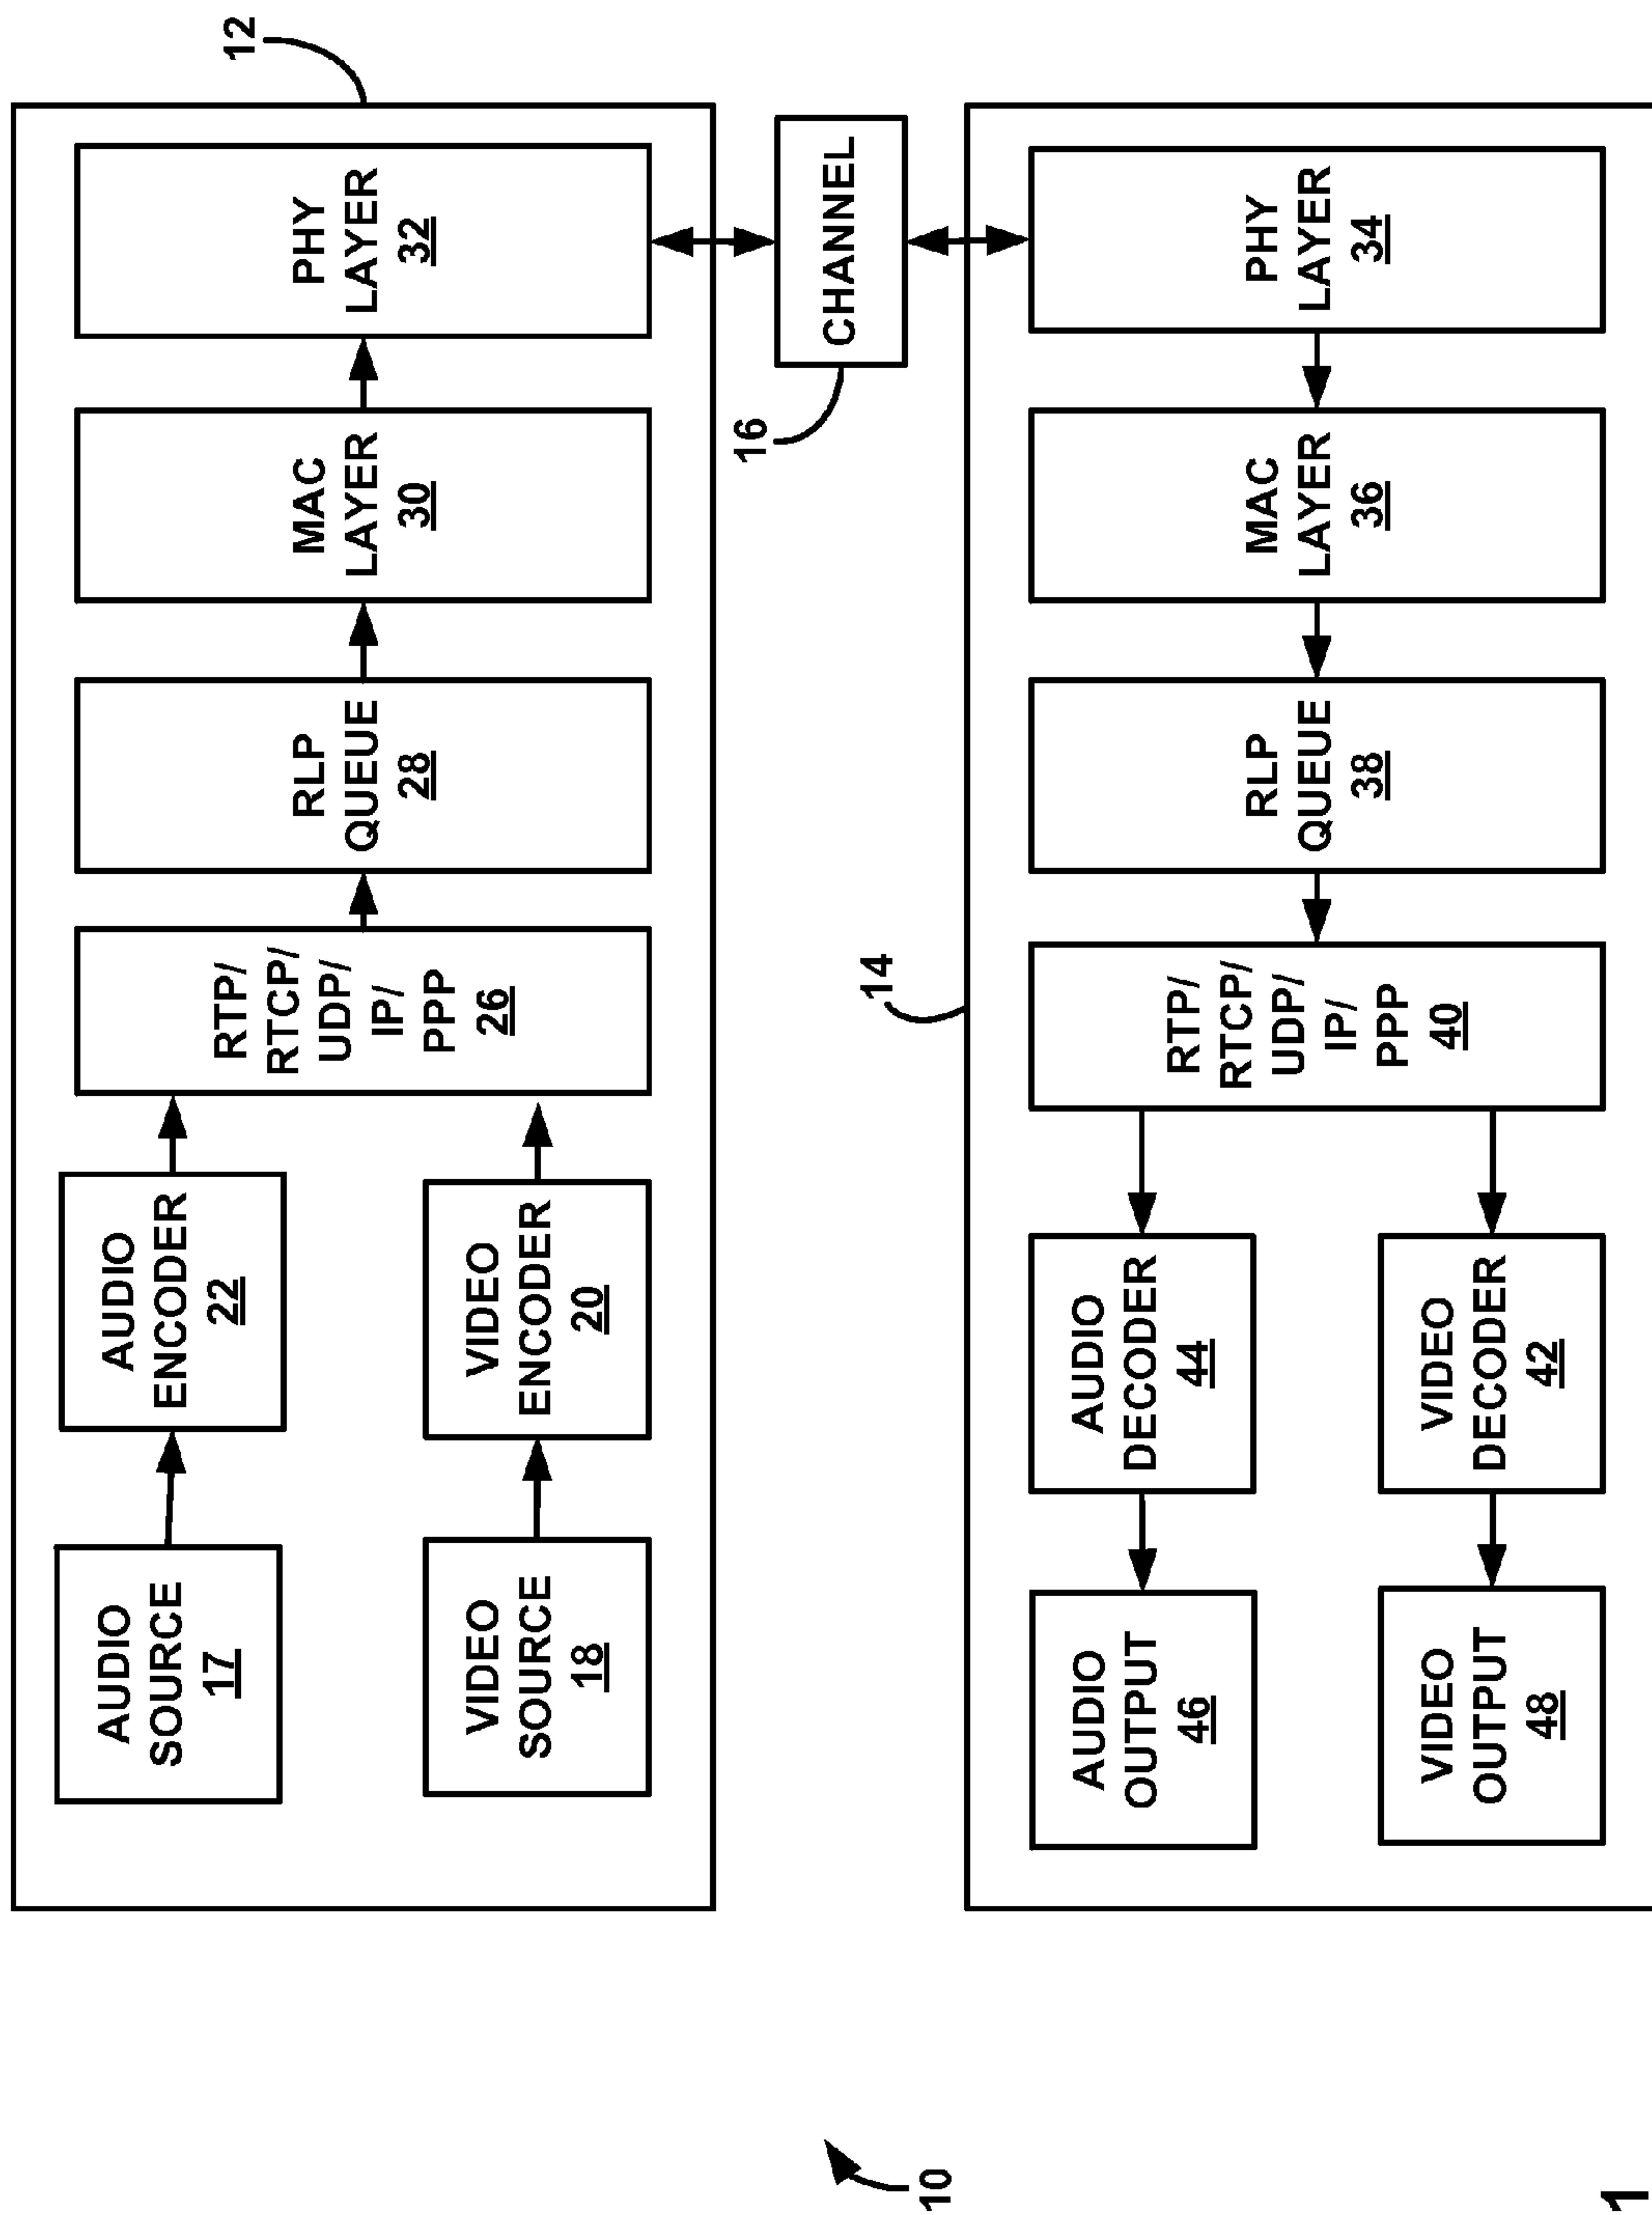 12
AUDIO
SOURCE
17
AUDIO
ENCODER
22
VIDEO
SOURCE
18
VIDEO
ENCODER
20
RTP/
RTCP/
UDP/
IP/
PPP
26
RLP
QUEUE
28
MAC
LAYER
30
PHY
LAYER
32
16
CHANNEL
14
AUDIO
OUTPUT
46
AUDIO
DECODER
44
VIDEO
OUTPUT
48
VIDEO
DECODER
42
RTP/
RTCP/
UDP/
IP/
PPP
40
RLP
QUEUE
38
MAC
LAYER
36
PHY
LAYER
34
10
1